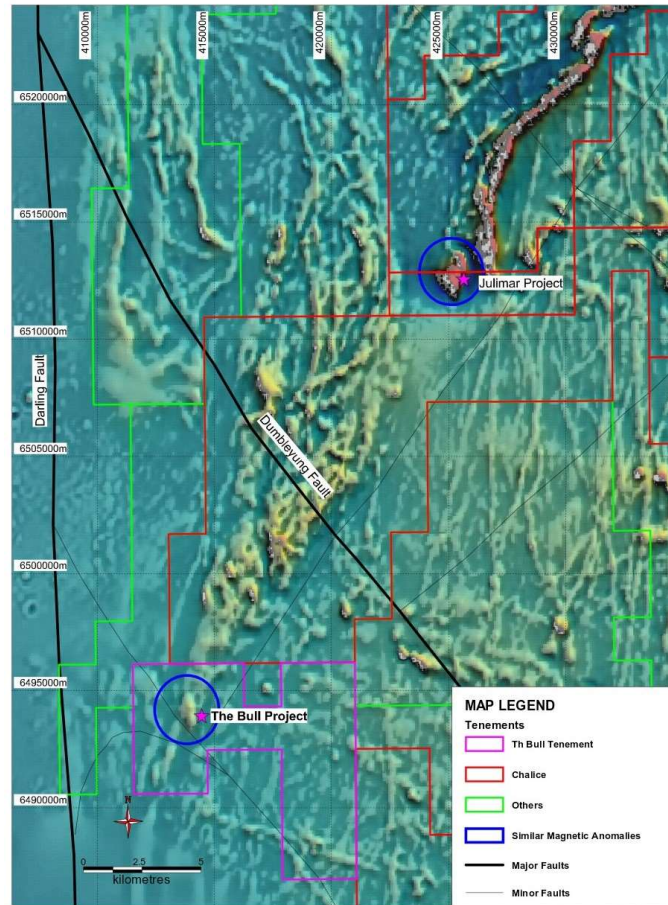 410000m
415000m
420000m
425000m
430000m
6520000m
6515000m
Julimar Project
6510000m
Darling Fault
Dumbleyung Fault
6505000m
6500000m
6495000m
The Bull Project
6490000m
N
0 2.5 5
kilometres
MAP LEGEND
Tenements
Th Bull Tenement
Chalice
Others
Similar Magnetic Anomalies
Major Faults
Minor Faults